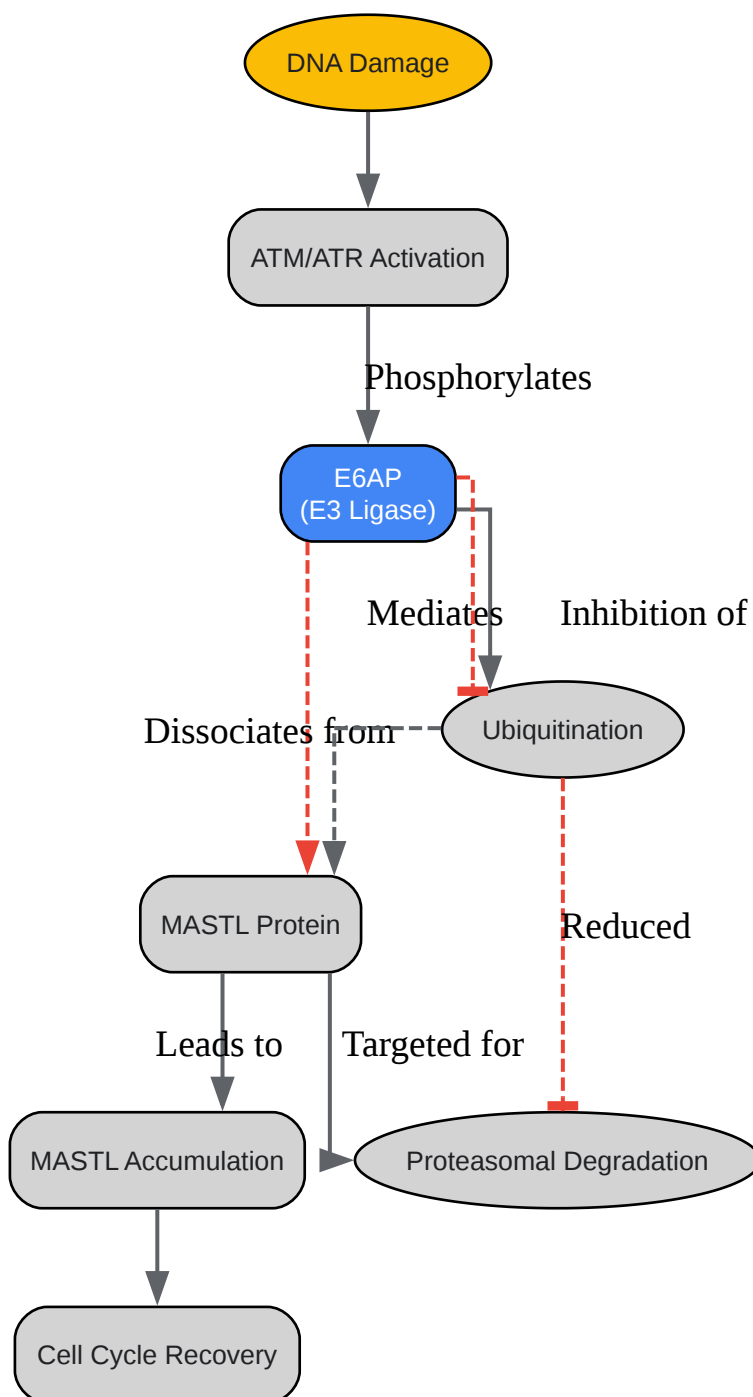 DNA Damage
ATM/ATR Activation
Phosphorylates
E6AP
(E3 Ligase)
Mediates
Inhibition of
Dissociates from
Ubiquitination
MASTL Protein
Reduced
Leads to
Targeted for
MASTL Accumulation
Proteasomal Degradation
Cell Cycle Recovery